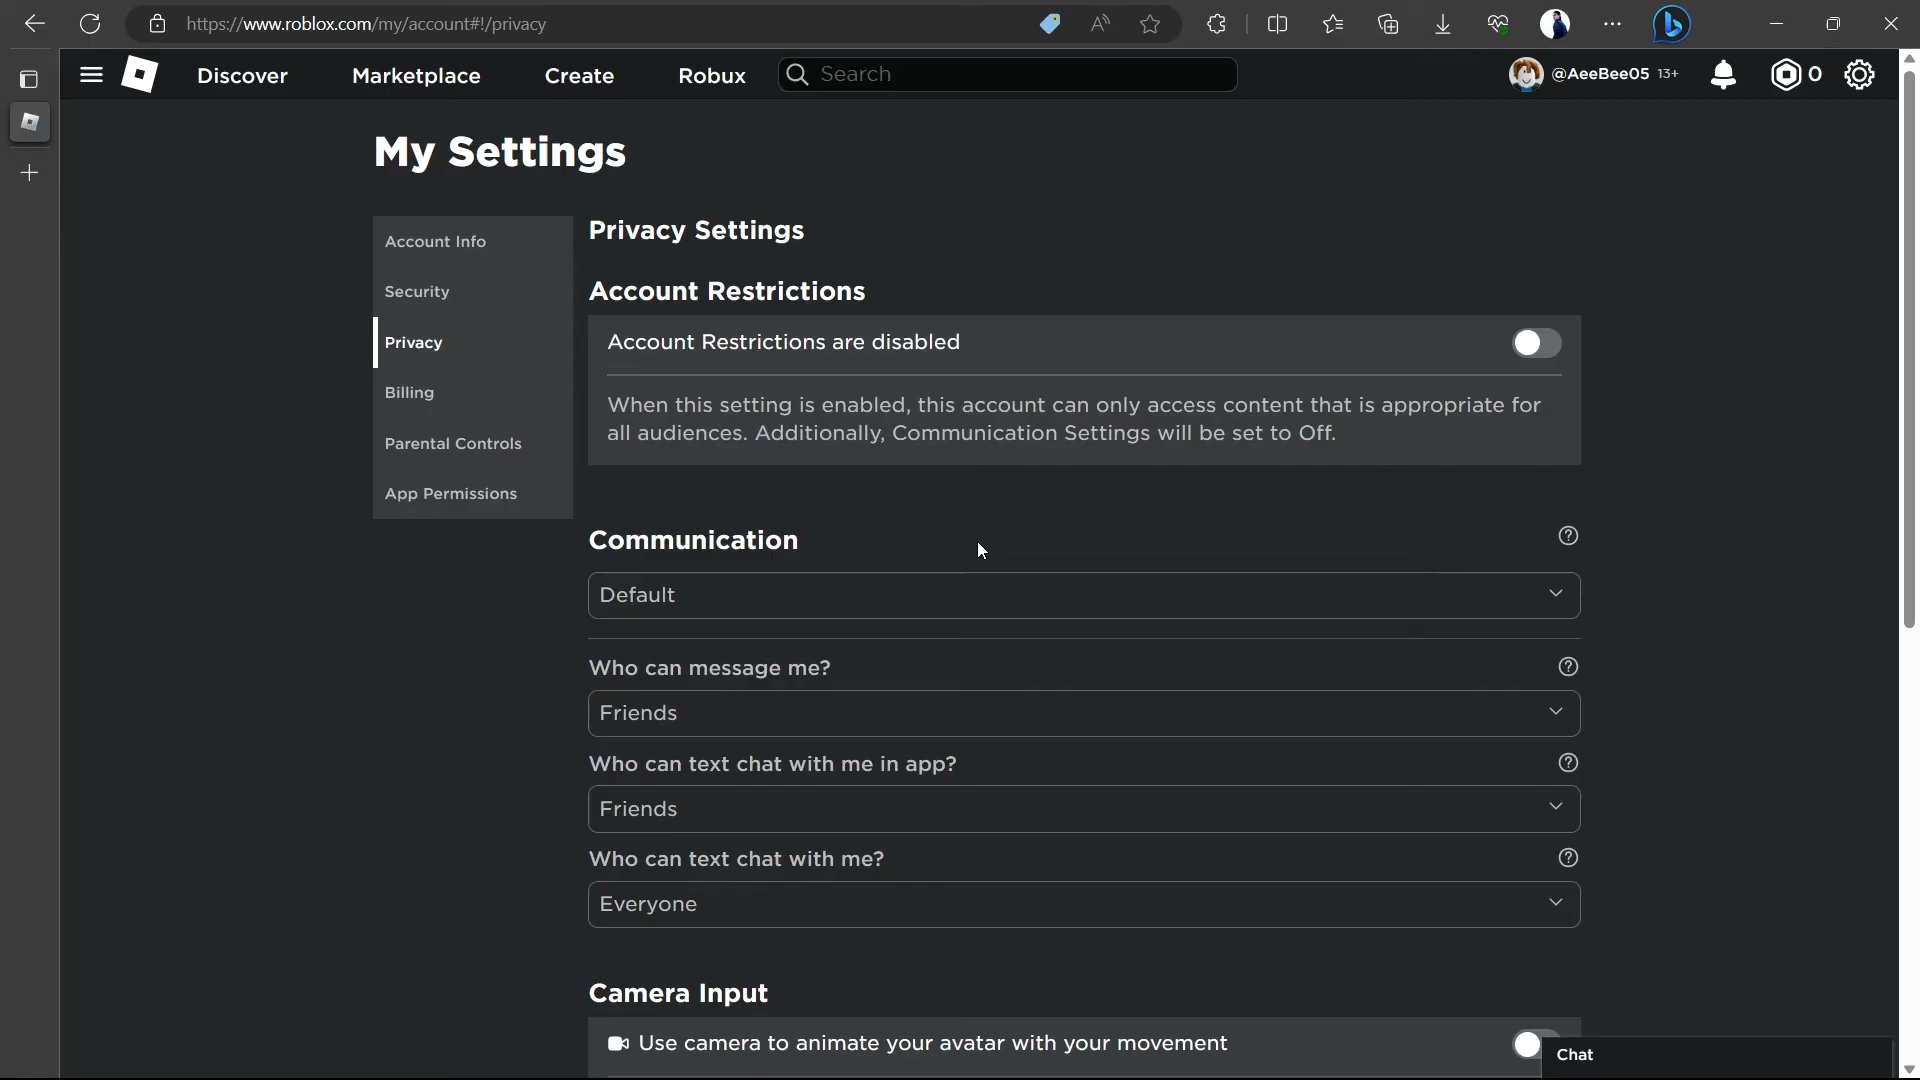 https://www.roblox.com/my/account#!/privacy
Discover
Marketplace
Create
Robux
Search
@AeeBee05 13+
0
My Settings
Account Info
Security
Privacy
Billing
Parental Controls
App Permissions
Privacy Settings
Account Restrictions
Account Restrictions are disabled
When this setting is enabled, this account can only access content that is appropriate for
all audiences. Additionally, Communication Settings will be set to Off.
Communication
Default
Who can message me?
Friends
Who can text chat with me in app?
Friends
Who can text chat with me?
Everyone
Camera Input
Use camera to animate your avatar with your movement
Chat